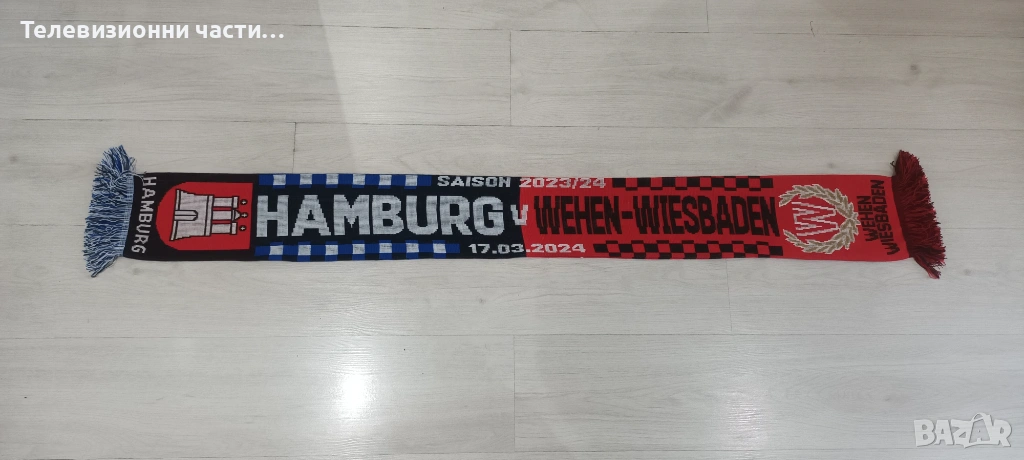 Телевизионни части...
SAISON 2023/24
HAMBURG
HAMBURG V WEHEN-WIESBADEN
WEHEN
WIESBADEN
17.03.2024
BAZAR